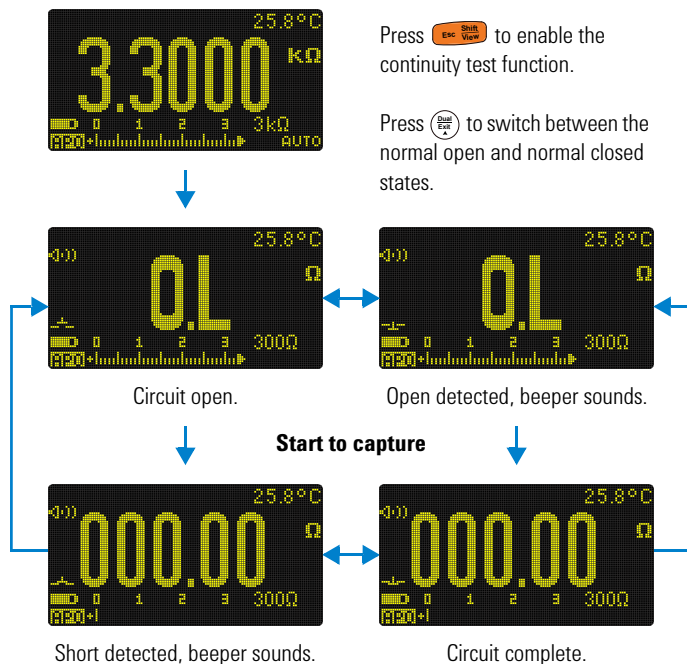 25.8°C
3.3000 kΩ
0 1 2 3 3kΩ
APO AUTO
Press Esc Shift View to enable the
continuity test function.
Press Dual Exit to switch between the
normal open and normal closed
states.
25.8°C
O.L Ω
0 1 2 3 300Ω
APO
Circuit open.
25.8°C
O.L Ω
0 1 2 3 300Ω
APO
Open detected, beeper sounds.
Start to capture
25.8°C
000.00 Ω
0 1 2 3 300Ω
APO
Short detected, beeper sounds.
25.8°C
000.00 Ω
0 1 2 3 300Ω
APO
Circuit complete.